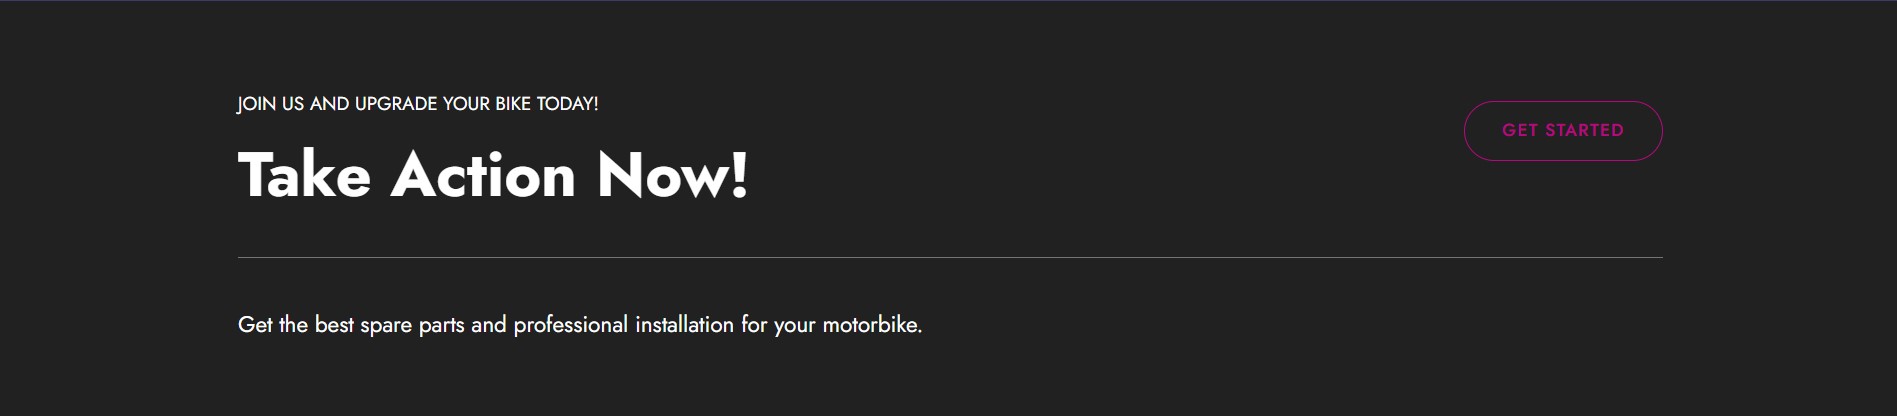 JOIN US AND UPGRADE YOUR BIKE TODAY!
Take Action Now!
GET STARTED
Get the best spare parts and professional installation for your motorbike.